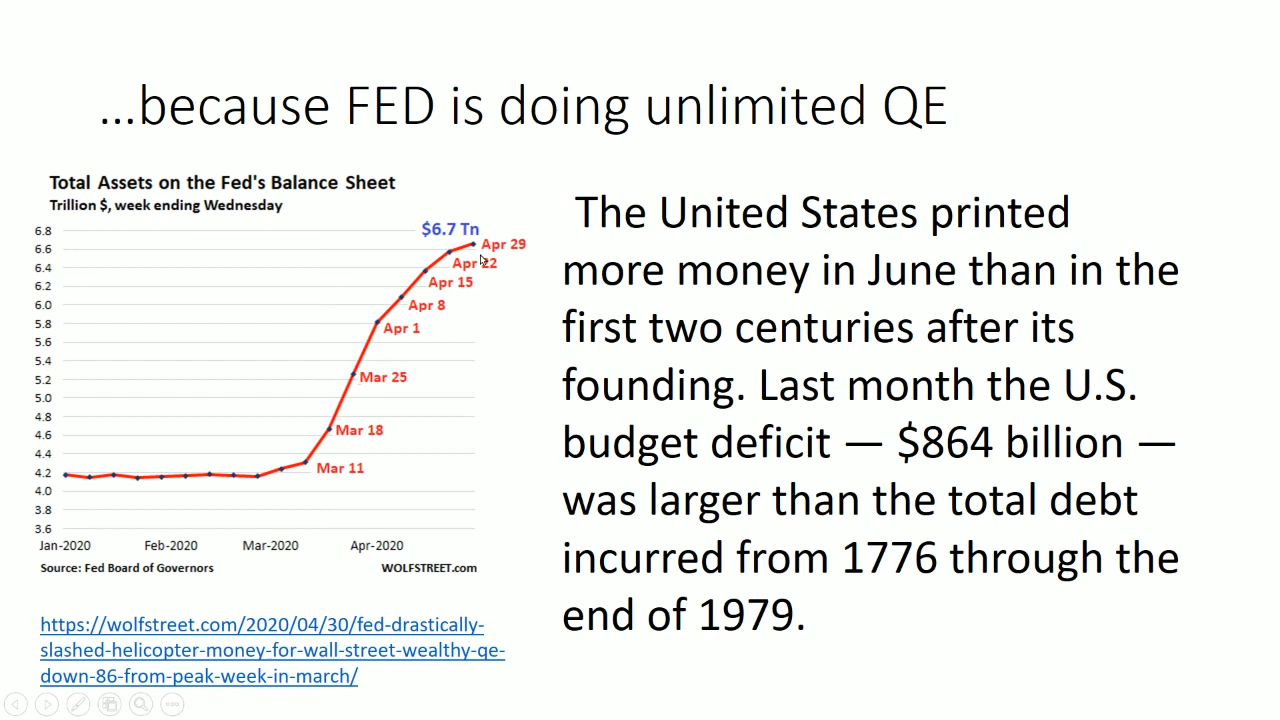 ...because FED is doing unlimited QE
Total Assets on the Fed's Balance Sheet
Trillion $, week ending Wednesday
$6.7 Tn
6.8
6.6
6.4
6.2
6.0
5.8
5.6
5.4
5.2
5.0
4.8
4.6
4.4
4.2
4.0
3.8
3.6
Apr 29
Apr 22
Apr 15
Apr 8
Apr 1
Mar 25
Mar 18
Mar 11
Jan-2020 Feb-2020 Mar-2020 Apr-2020
Source: Fed Board of Governors WOLFSTREET.com
https://wolfstreet.com/2020/04/30/fed-drastically-
slashed-helicopter-money-for-wall-street-wealthy-qe-
down-86-from-peak-week-in-march/
The United States printed
more money in June than in the
first two centuries after its
founding. Last month the U.S.
budget deficit — $864 billion —
was larger than the total debt
incurred from 1776 through the
end of 1979.